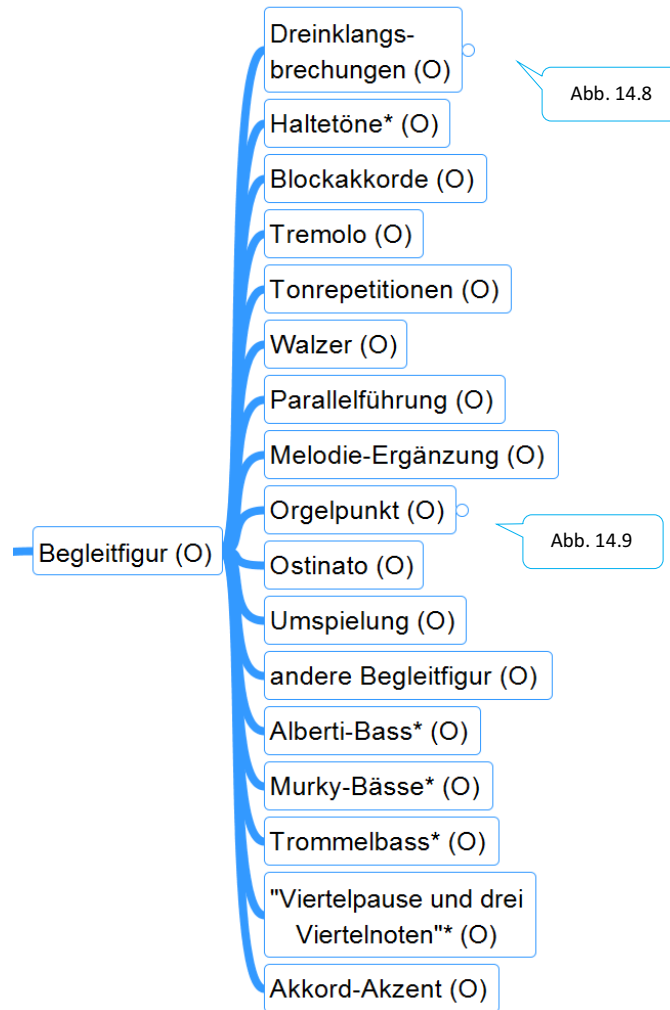 Dreinklangs-
brechungen (O)
Abb. 14.8
Haltetöne* (O)
Blockakkorde (O)
Tremolo (O)
Tonrepetitionen (O)
Walzer (O)
Parallelführung (O)
Melodie-Ergänzung (O)
Orgelpunkt (O)
Abb. 14.9
Begleitfigur (O)
Ostinato (O)
Umspielung (O)
andere Begleitfigur (O)
Alberti-Bass* (O)
Murky-Bässe* (O)
Trommelbass* (O)
"Viertelpause und drei
Viertelnoten"* (O)
Akkord-Akzent (O)